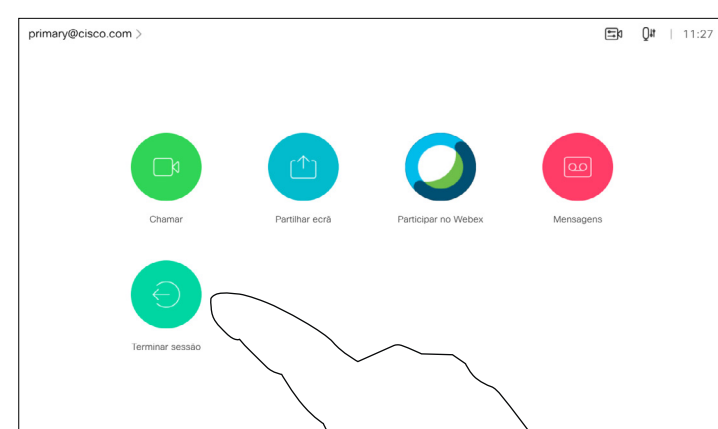 primary@cisco.com >
11:27
Chamar
Partilhar ecrã
Participar no Webex
Mensagens
Terminar sessão